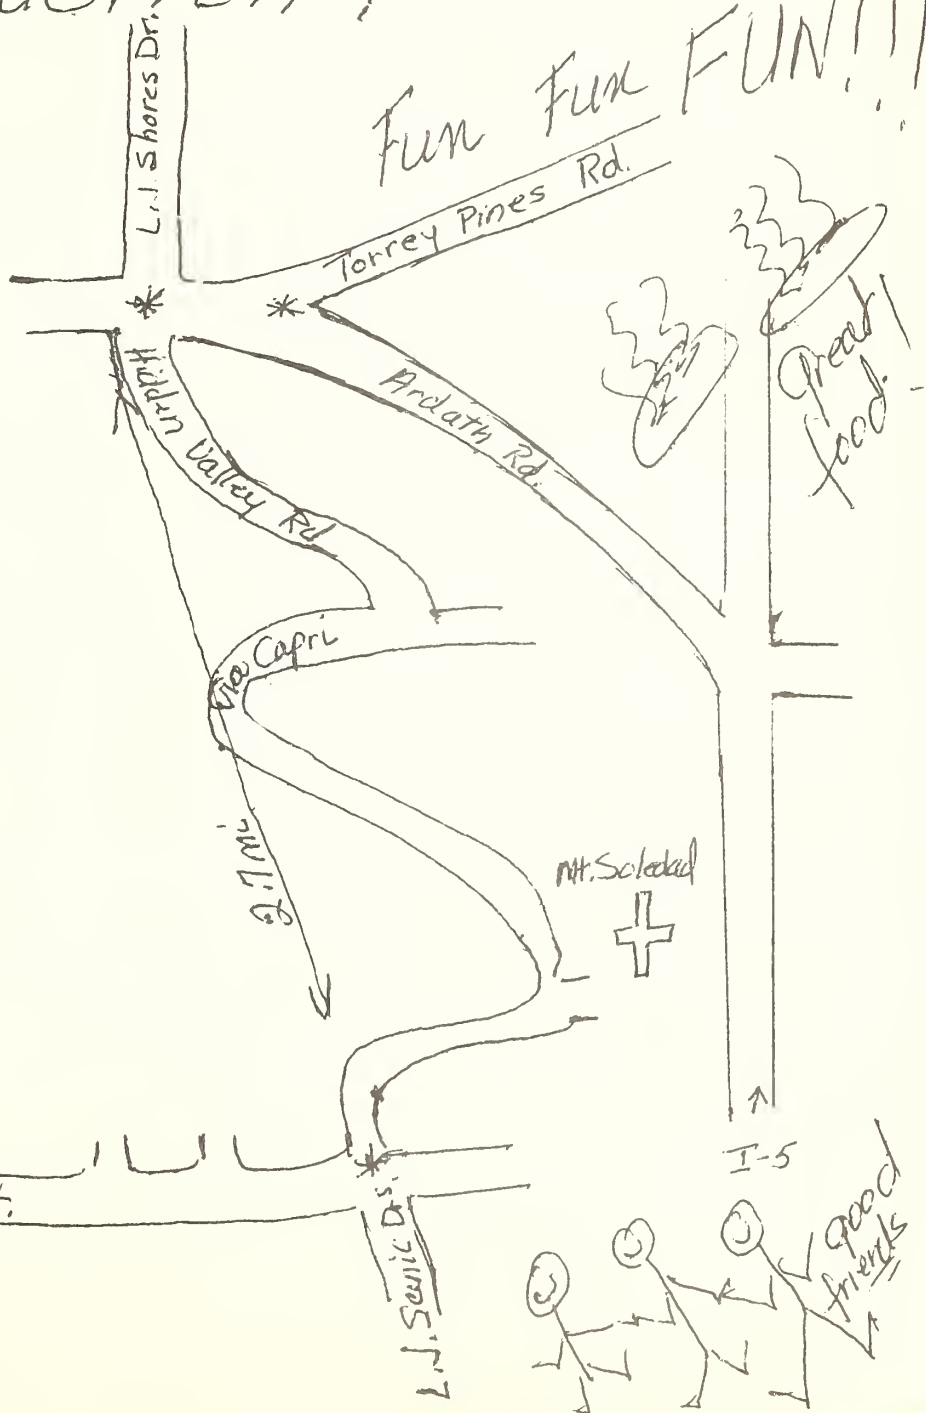 L.J. Shores Dr.
Fun Fun FUN!!!
Torrey Pines Rd.
Great
food!
Hidden Valley Rd
Ardath Rd.
Via Capri
2.7 mi.
Mt. Soledad
I-5
good
friends
L.J. Scenic Dr. S.